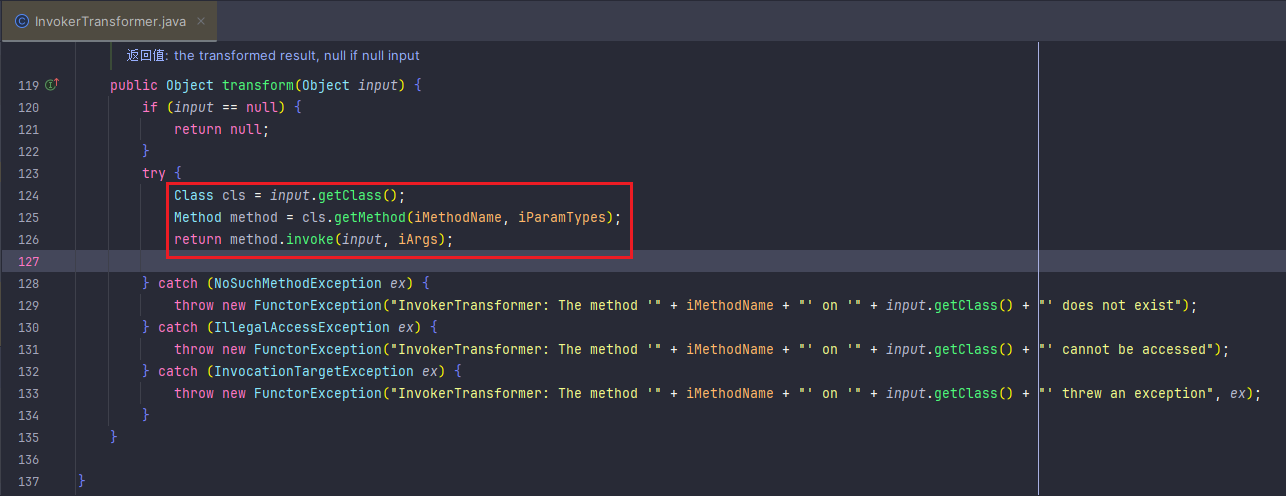 InvokerTransformer.java
返回值: the transformed result, null if null input
119 public Object transform(Object input) {
120 if (input == null) {
121 return null;
122 }
123 try {
124 Class cls = input.getClass();
125 Method method = cls.getMethod(iMethodName, iParamTypes);
126 return method.invoke(input, iArgs);
127
128 } catch (NoSuchMethodException ex) {
129 throw new FunctorException("InvokerTransformer: The method '" + iMethodName + "' on '" + input.getClass() + "' does not exist");
130 } catch (IllegalAccessException ex) {
131 throw new FunctorException("InvokerTransformer: The method '" + iMethodName + "' on '" + input.getClass() + "' cannot be accessed");
132 } catch (InvocationTargetException ex) {
133 throw new FunctorException("InvokerTransformer: The method '" + iMethodName + "' on '" + input.getClass() + "' threw an exception", ex);
134 }
135 }
136
137 }